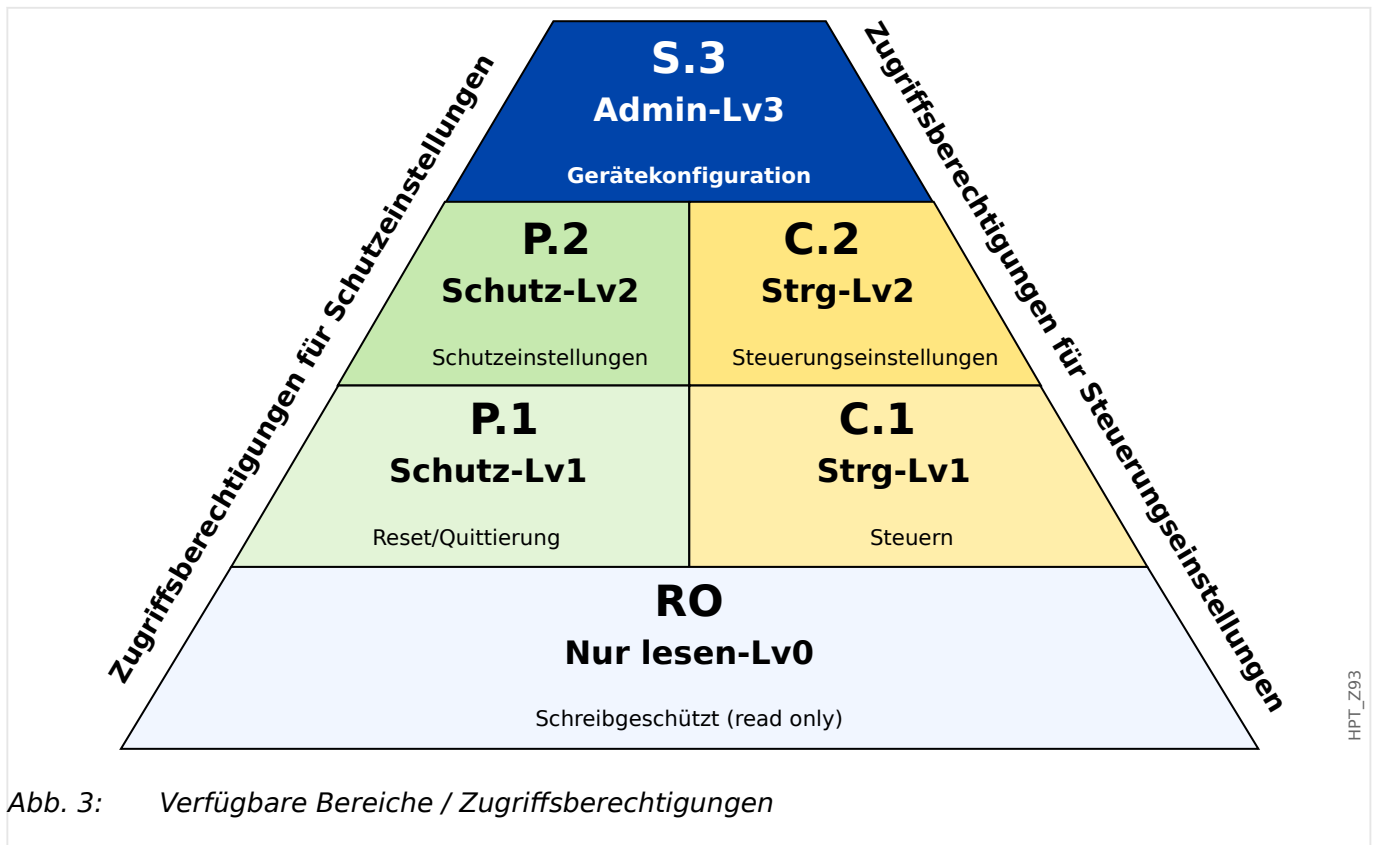 Zugriffsberechtigungen für Schutzeinstellungen
Zugriffsberechtigungen für Steuerungseinstellungen
S.3
Admin-Lv3
Gerätekonfiguration
P.2
Schutz-Lv2
Schutzeinstellungen
C.2
Strg-Lv2
Steuerungseinstellungen
P.1
Schutz-Lv1
Reset/Quittierung
C.1
Strg-Lv1
Steuern
RO
Nur lesen-Lv0
Schreibgeschützt (read only)
HPT_Z93
Abb. 3: Verfügbare Bereiche / Zugriffsberechtigungen